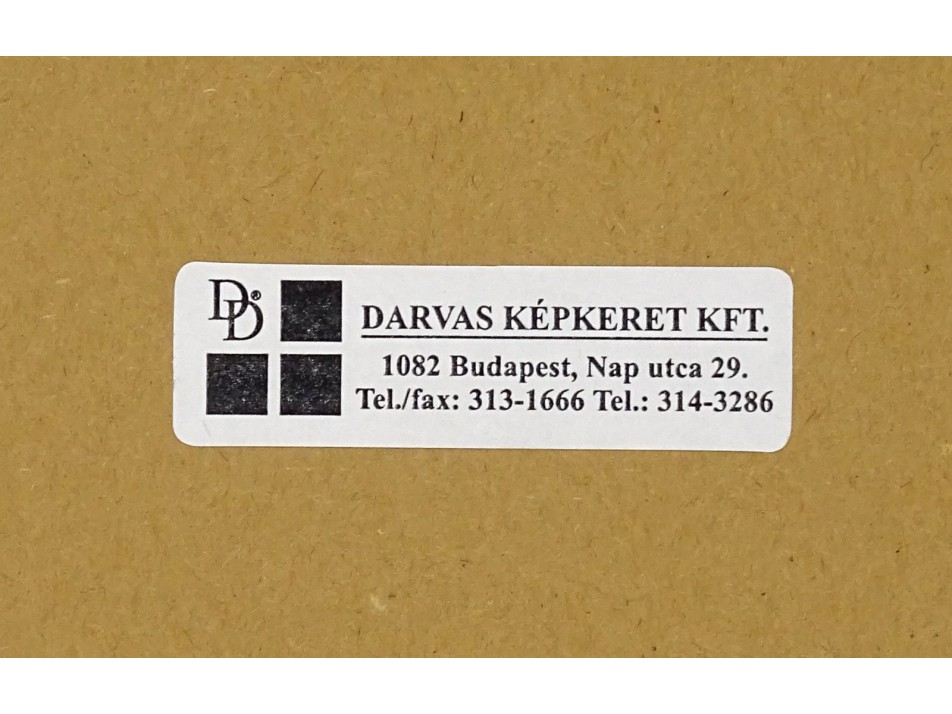 DD®
DARVAS KÉPKERET KFT.
1082 Budapest, Nap utca 29.
Tel./fax: 313-1666 Tel.: 314-3286